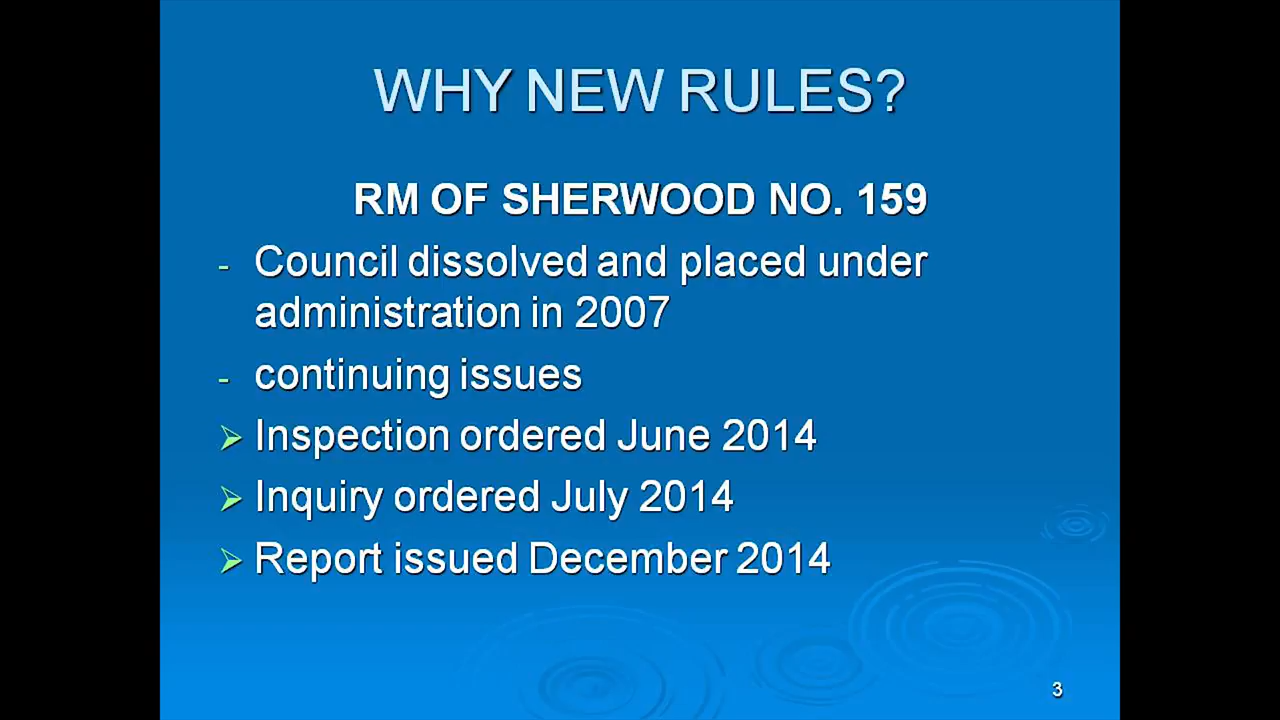 WHY NEW RULES?
RM OF SHERWOOD NO. 159
- Council dissolved and placed under
administration in 2007
- continuing issues
➢ Inspection ordered June 2014
➢ Inquiry ordered July 2014
➢ Report issued December 2014
3